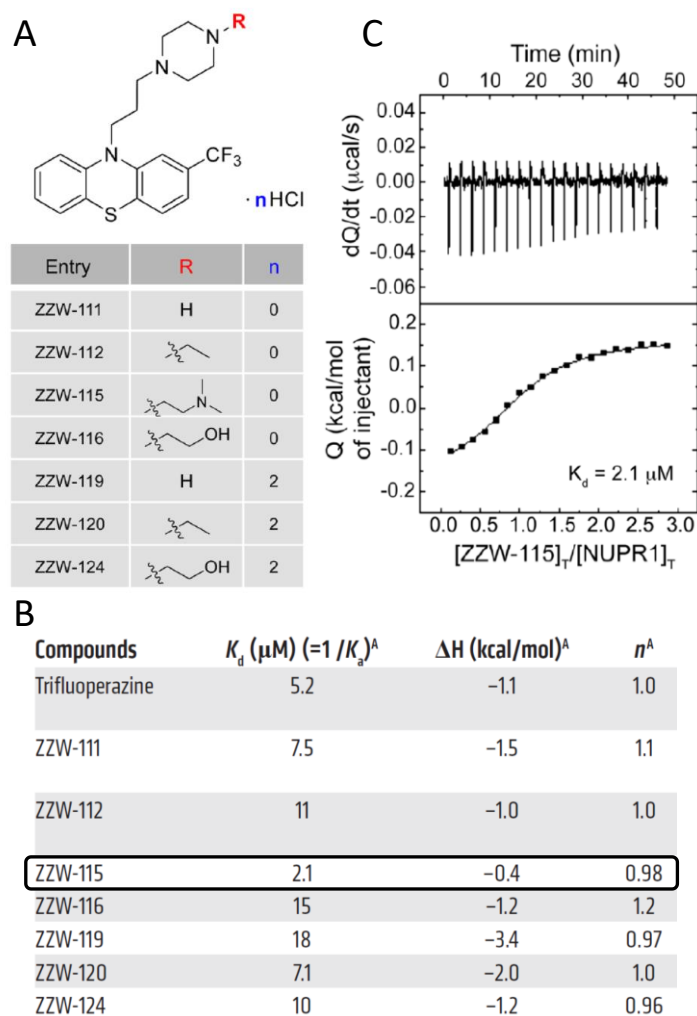 A
R
N
N
N
CF3
S
· n HCl
Entry R n
ZZW-111 H 0
ZZW-112 0
ZZW-115 N 0
ZZW-116 OH 0
ZZW-119 H 2
ZZW-120 2
ZZW-124 OH 2
C
Time (min)
0 10 20 30 40 50 60
0.04
0.02
0.00
-0.02
-0.04
-0.06
dQ/dt (μcal/s)
0.2
0.1
0.0
-0.1
-0.2
Q (kcal/mol
of injectant)
Kd = 2.1 μM
0.0 0.5 1.0 1.5 2.0 2.5 3.0
[ZZW-115]T/[NUPR1]T
B
Compounds Kd (μM) (=1 /Ka)A ΔH (kcal/mol)A nA
Trifluoperazine 5.2 −1.1 1.0
ZZW-111 7.5 −1.5 1.1
ZZW-112 11 −1.0 1.0
ZZW-115 2.1 −0.4 0.98
ZZW-116 15 −1.2 1.2
ZZW-119 18 −3.4 0.97
ZZW-120 7.1 −2.0 1.0
ZZW-124 10 −1.2 0.96